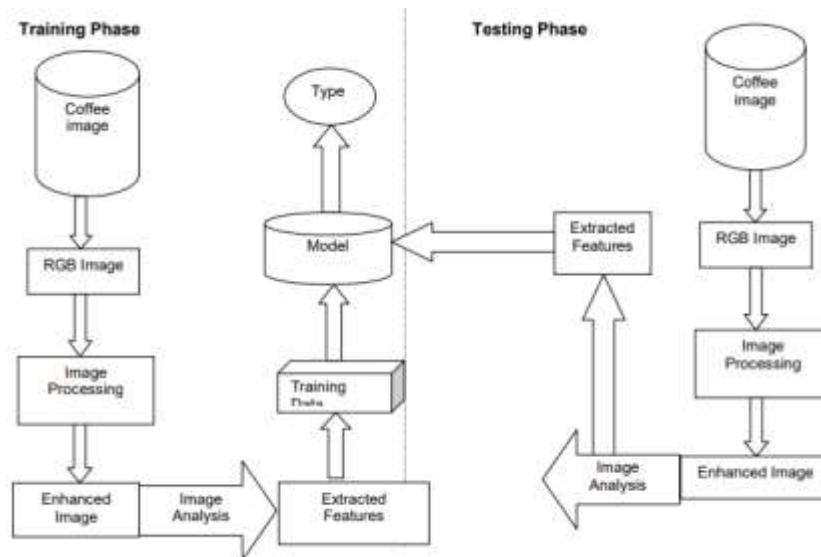 Training Phase
Coffee
image
RGB Image
Image
Processing
Enhanced
Image
Image
Analysis
Extracted
Features
Training
Data
Model
Type
Testing Phase
Coffee
image
RGB Image
Image
Processing
Enhanced Image
Image
Analysis
Extracted
Features